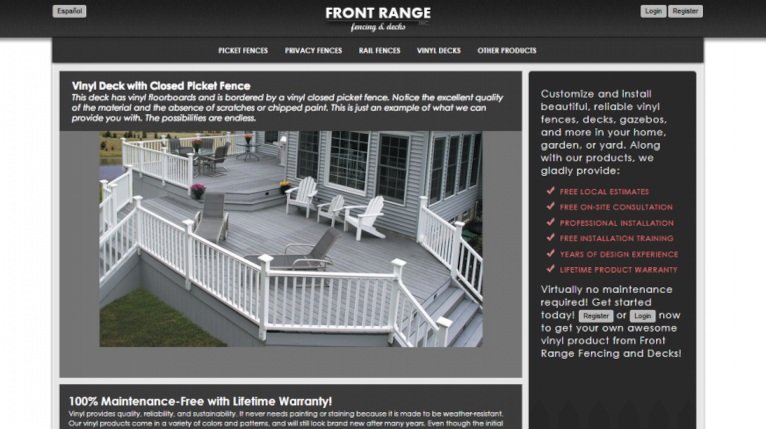 Español
FRONT RANGE
fencing & decks
Login Register
PICKET FENCES PRIVACY FENCES RAIL FENCES VINYL DECKS OTHER PRODUCTS
Vinyl Deck with Closed Picket Fence
This deck has vinyl floorboards and is bordered by a vinyl closed picket fence. Notice the excellent quality
of the material and the absence of scratches or chipped paint. This is just an example of what we can
provide you with. The possibilities are endless.
100% Maintenance-Free with Lifetime Warranty!
Vinyl provides quality, reliability, and sustainability. It never needs painting or staining because it is made to be weather-resistant.
Our vinyl products come in a variety of colors and patterns, and will still look brand new after many years. Even though the initial
Customize and install
beautiful, reliable vinyl
fences, decks, gazebos,
and more in your home,
garden, or yard. Along
with our products, we
gladly provide:
FREE LOCAL ESTIMATES
FREE ON-SITE CONSULTATION
PROFESSIONAL INSTALLATION
FREE INSTALLATION TRAINING
YEARS OF DESIGN EXPERIENCE
LIFETIME PRODUCT WARRANTY
Virtually no maintenance
required! Get started
today! Register or Login now
to get your own awesome
vinyl product from Front
Range Fencing and Decks!